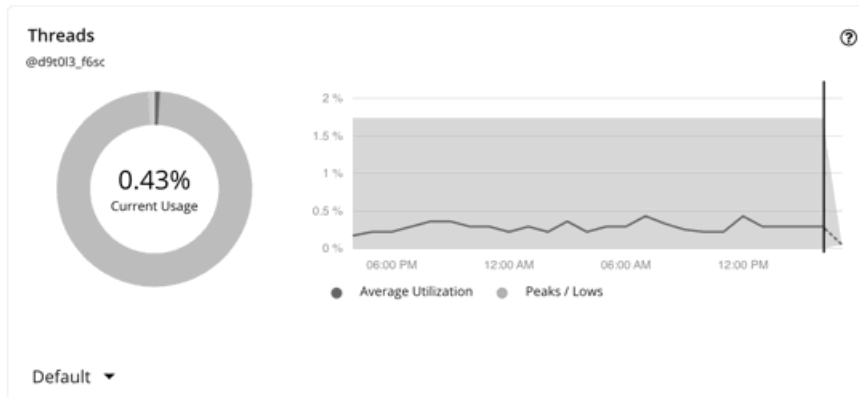 Threads
@d9t0l3_f6sc
0.43%
Current Usage
2 %
1.5 %
1 %
0.5 %
0 %
06:00 PM 12:00 AM 06:00 AM 12:00 PM
Average Utilization Peaks / Lows
Default